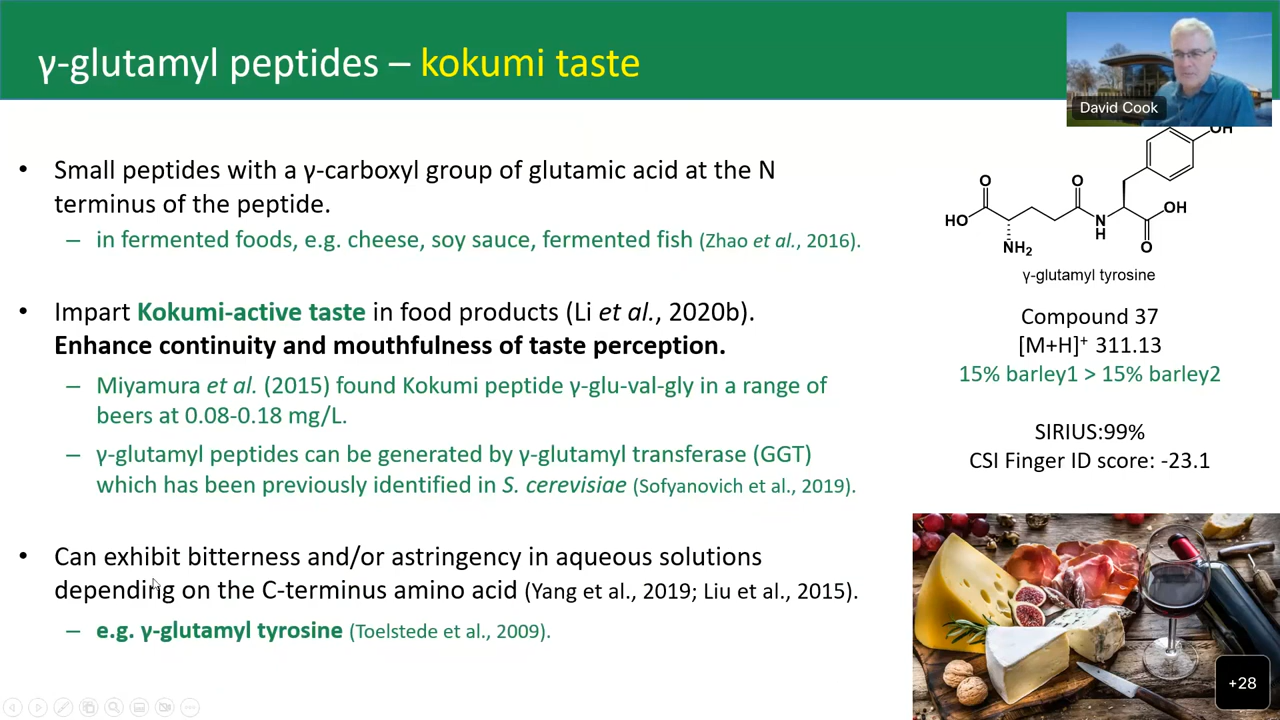 γ-glutamyl peptides – kokumi taste
David Cook
• Small peptides with a γ-carboxyl group of glutamic acid at the N
terminus of the peptide.
– in fermented foods, e.g. cheese, soy sauce, fermented fish (Zhao et al., 2016).
• Impart Kokumi-active taste in food products (Li et al., 2020b).
Enhance continuity and mouthfulness of taste perception.
– Miyamura et al. (2015) found Kokumi peptide γ-glu-val-gly in a range of
beers at 0.08-0.18 mg/L.
– γ-glutamyl peptides can be generated by γ-glutamyl transferase (GGT)
which has been previously identified in S. cerevisiae (Sofyanovich et al., 2019).
• Can exhibit bitterness and/or astringency in aqueous solutions
depending on the C-terminus amino acid (Yang et al., 2019; Liu et al., 2015).
– e.g. γ-glutamyl tyrosine (Toelstede et al., 2009).
OH
O O
HO OH
N
H
NH2 O
γ-glutamyl tyrosine
Compound 37
[M+H]+ 311.13
15% barley1 > 15% barley2
SIRIUS:99%
CSI Finger ID score: -23.1
+28